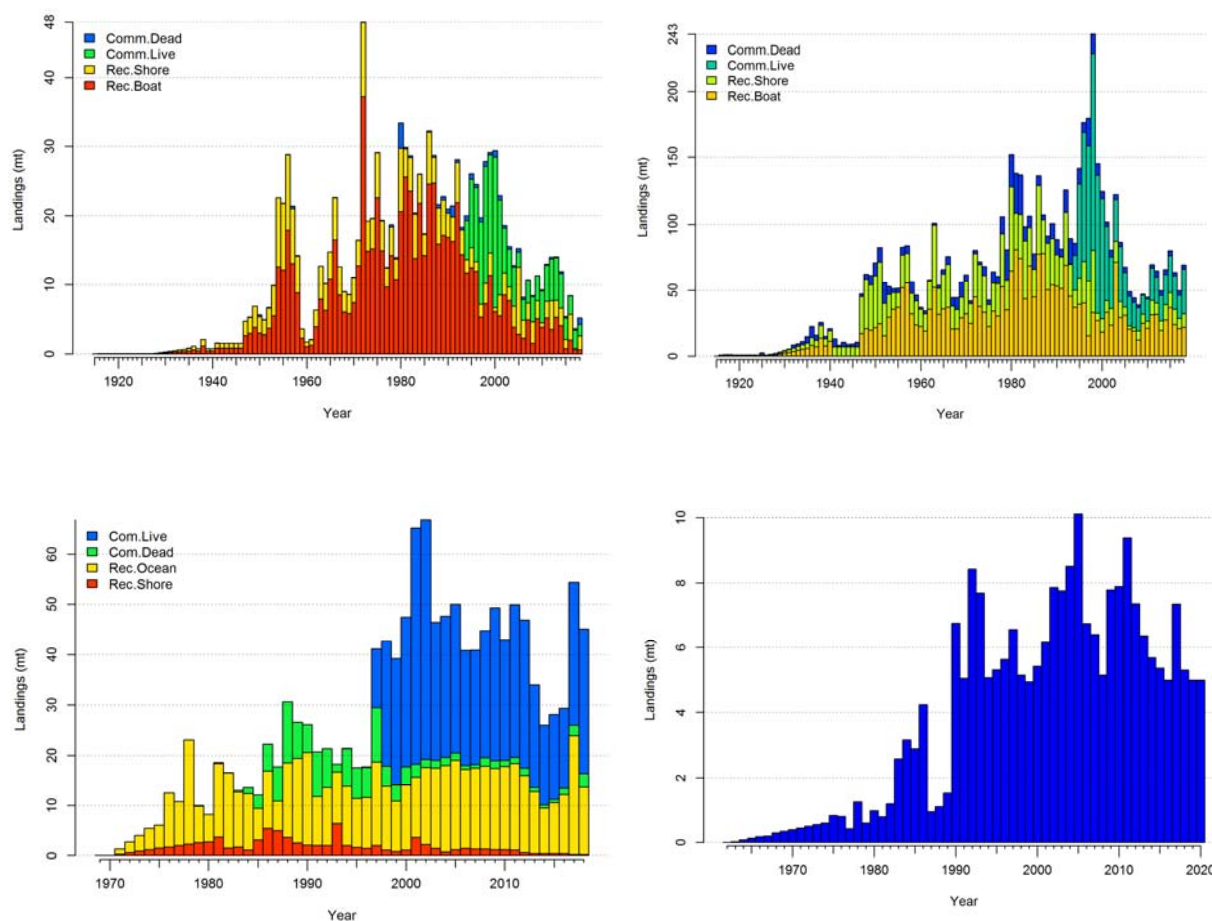 48
40
30
20
10
0
Landings (mt)
Comm.Dead
Comm.Live
Rec.Shore
Rec.Boat
1920
1940
1960
1980
2000
Year
243
200
150
100
50
0
Landings (mt)
Comm.Dead
Comm.Live
Rec.Shore
Rec.Boat
1920
1940
1960
1980
2000
Year
60
50
40
30
20
10
0
Landings (mt)
Com.Live
Com.Dead
Rec.Ocean
Rec.Shore
1970
1980
1990
2000
2010
Year
10
8
6
4
2
0
Landings (mt)
1970
1980
1990
2000
2010
2020
Year